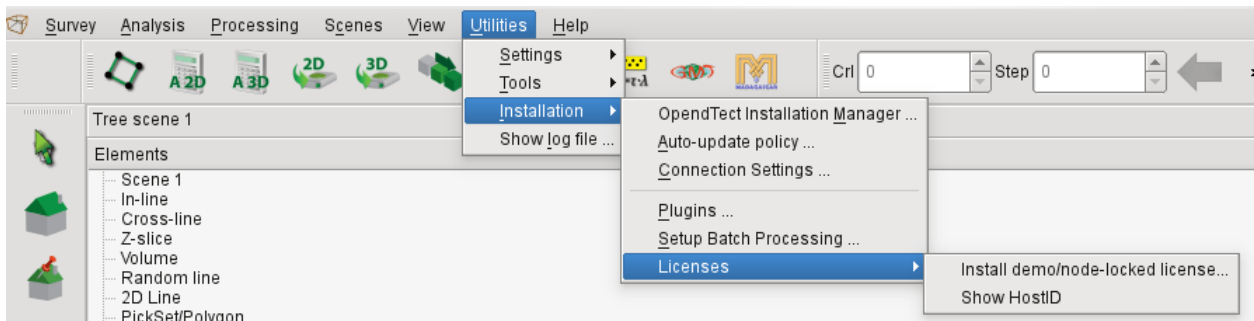 Survey Analysis Processing Scenes View Utilities Help
A 2D A 3D 2D 3D MADAGASCAR Crl 0 Step 0
Settings
Tools
Installation
Show log file ...
OpendTect Installation Manager ...
Auto-update policy ...
Connection Settings ...
Plugins ...
Setup Batch Processing ...
Licenses
Install demo/node-locked license...
Show HostID
Tree scene 1
Elements
Scene 1
In-line
Cross-line
Z-slice
Volume
Random line
2D Line
PickSet/Polygon